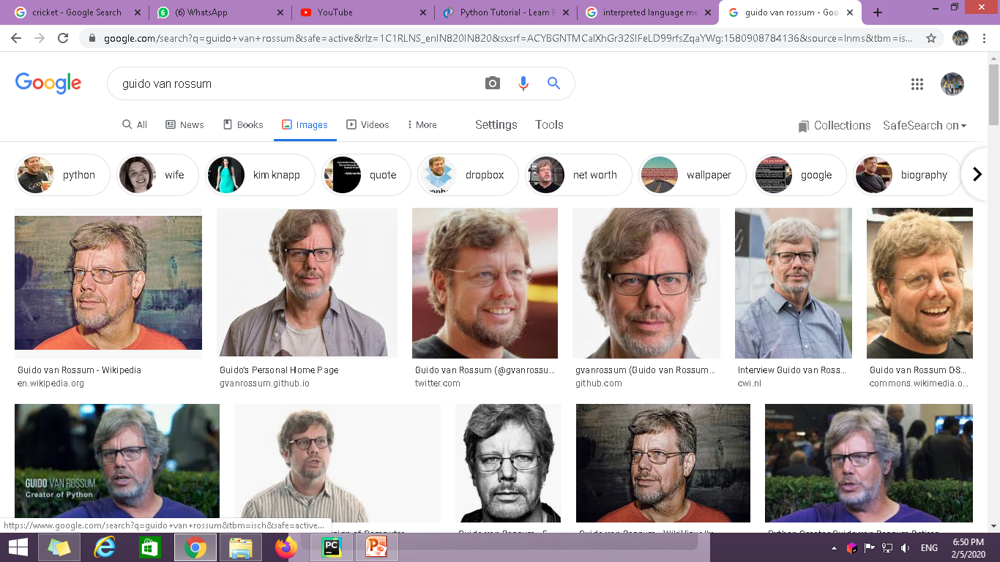 cricket - Google Search
(6) WhatsApp
YouTube
Python Tutorial - Learn P
interpreted language me
guido van rossum - Goo
google.com/search?q=guido+van+rossum&safe=active&rlz=1C1RLNS_enIN820IN820&sxsrf=ACYBGNTMCalXhGr32SIFeLD99rfsZqaYWg:1580908784136&source=lnms&tbm=is...
Google
guido van rossum
All News Books Images Videos More Settings Tools
Collections SafeSearch on
python wife kim knapp quote dropbox net worth wallpaper google biography
Guido van Rossum - Wikipedia
en.wikipedia.org
Guido's Personal Home Page
gvanrossum.github.io
Guido van Rossum (@gvanrossu...
twitter.com
gvanrossum (Guido van Rossum...
github.com
Interview Guido van Ross...
cwi.nl
Guido van Rossum OS...
commons.wikimedia.o...
GUIDO VAN ROSSUM
Creator of Python
https://www.google.com/search?q=guido+van+rossum&tbm=isch&safe=active...
ENG
6:50 PM
2/5/2020